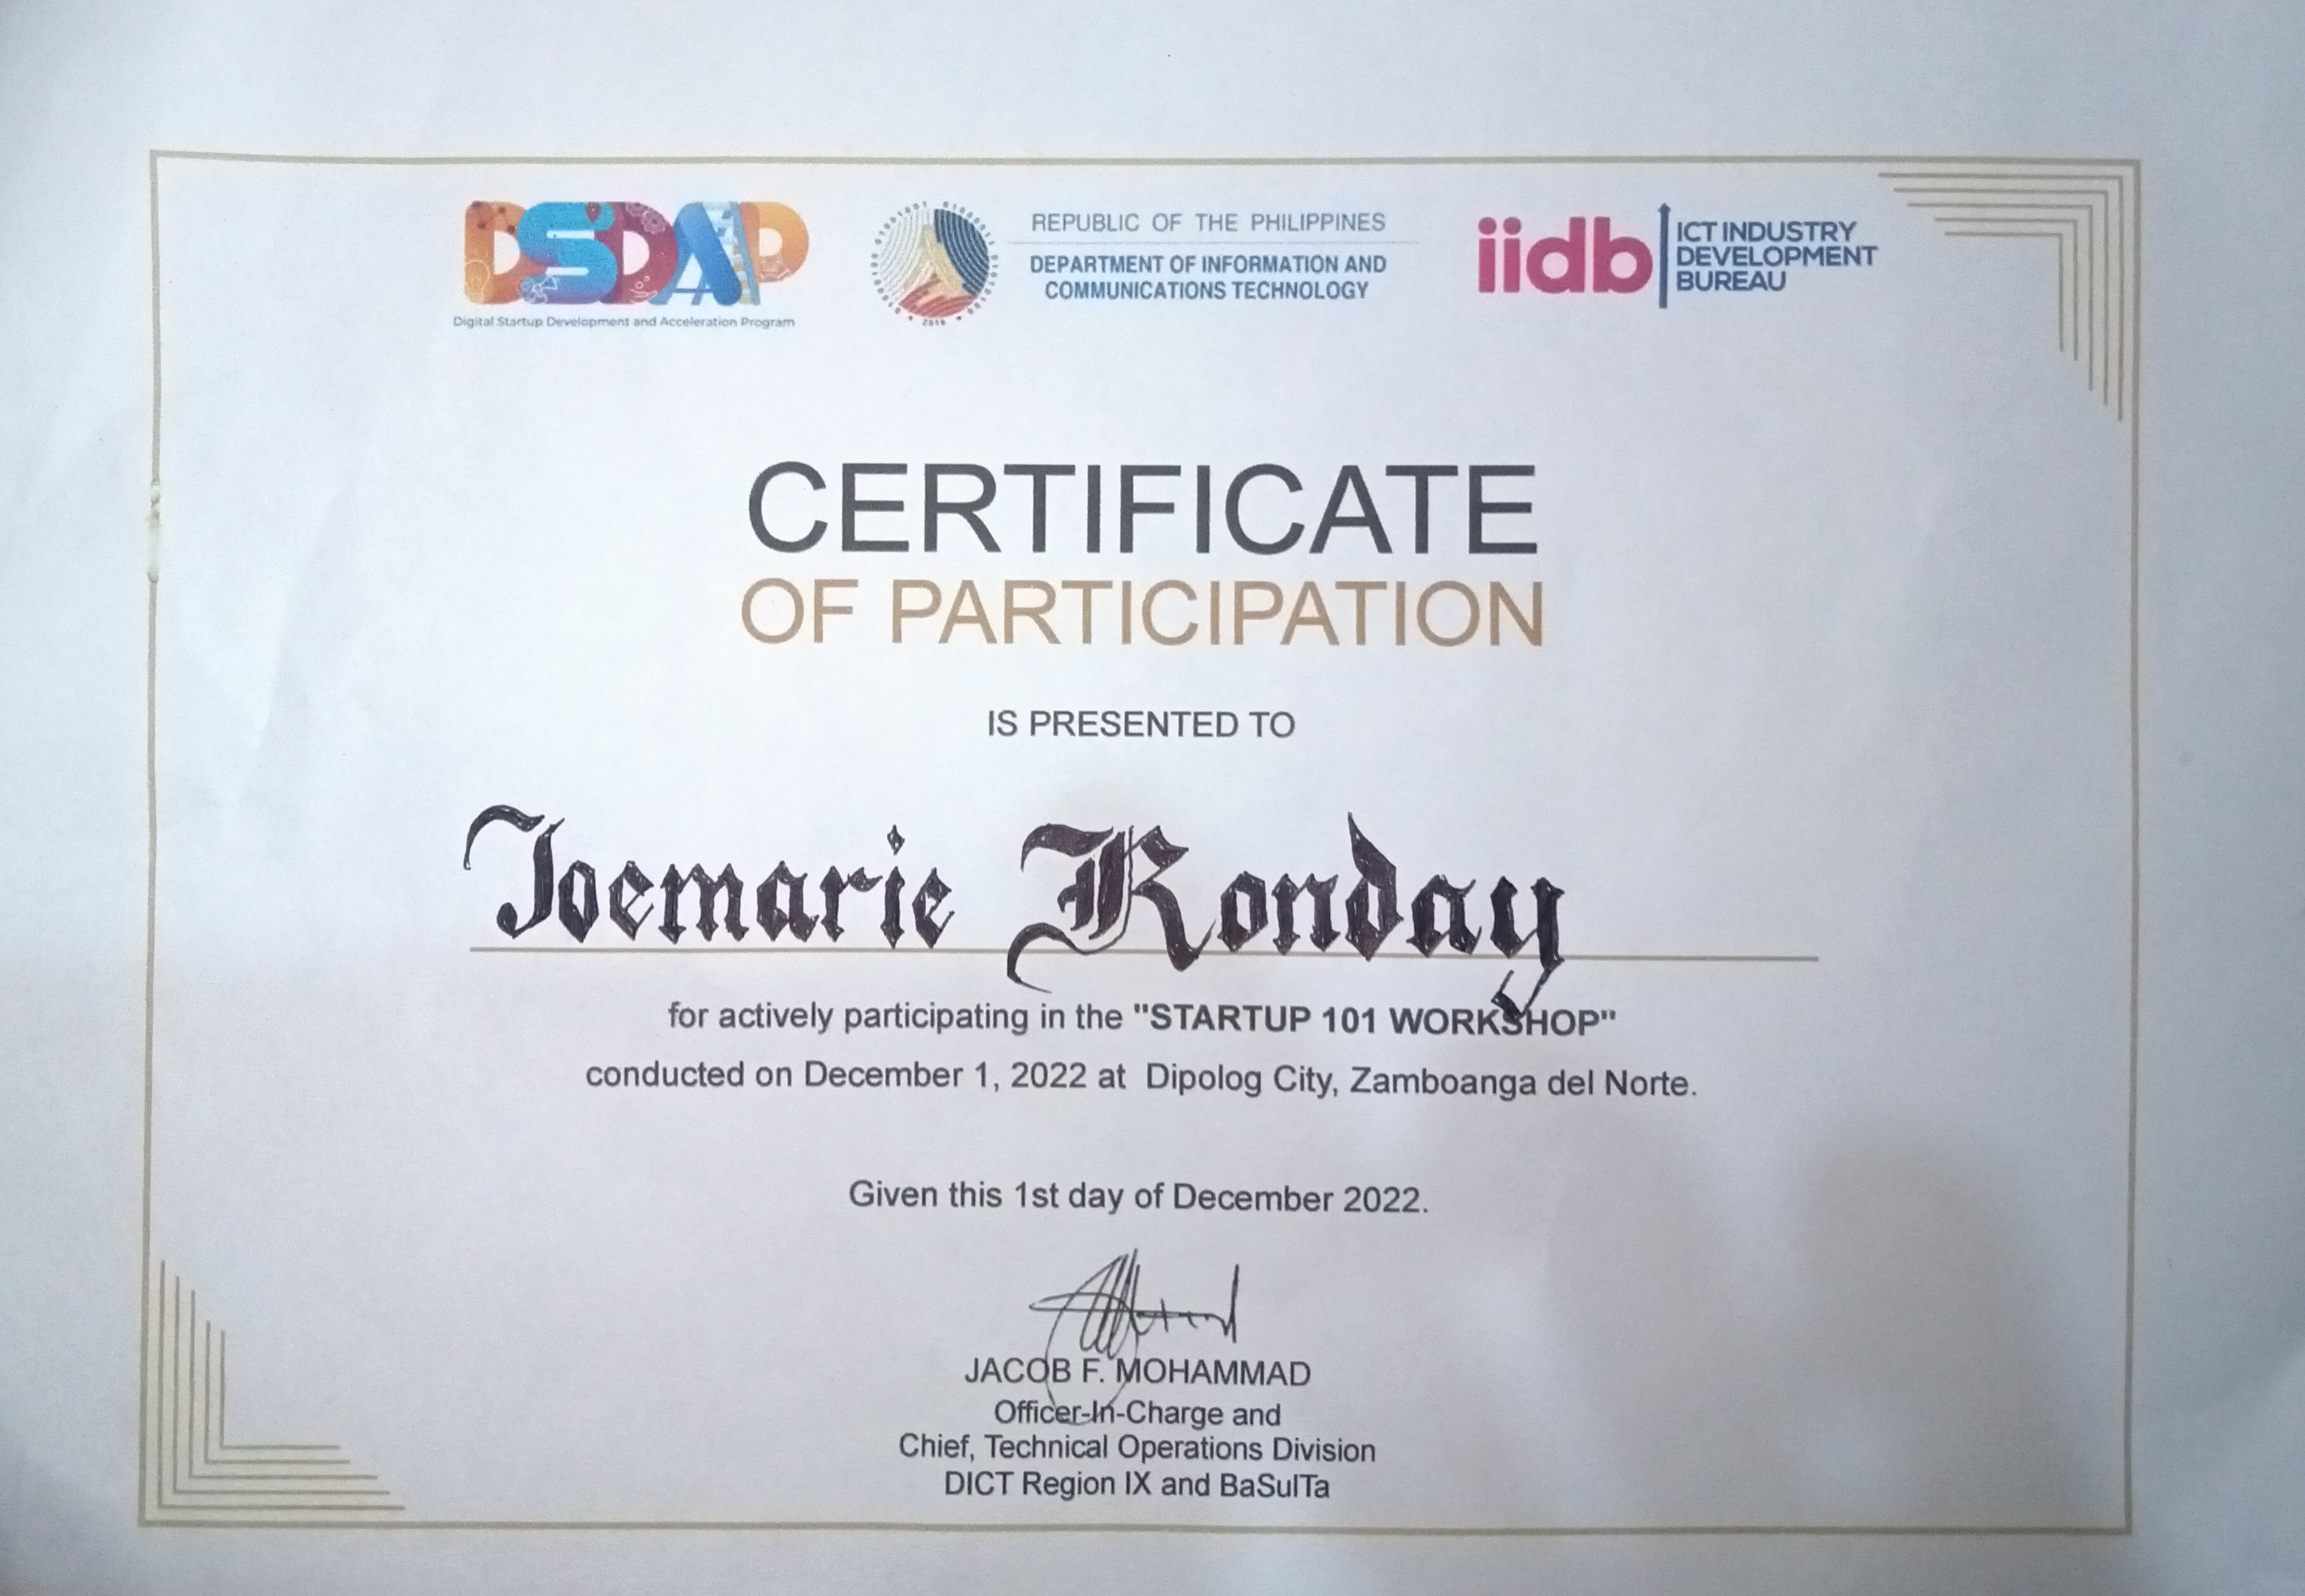 DSDAP
Digital Startup Development and Acceleration Program
REPUBLIC OF THE PHILIPPINES
DEPARTMENT OF INFORMATION AND
COMMUNICATIONS TECHNOLOGY
2016
iidb
ICT INDUSTRY
DEVELOPMENT
BUREAU
CERTIFICATE
OF PARTICIPATION
IS PRESENTED TO
Joemarie Ronday
for actively participating in the "STARTUP 101 WORKSHOP"
conducted on December 1, 2022 at Dipolog City, Zamboanga del Norte.
Given this 1st day of December 2022.
JACOB F. MOHAMMAD
Officer-In-Charge and
Chief, Technical Operations Division
DICT Region IX and BaSulTa